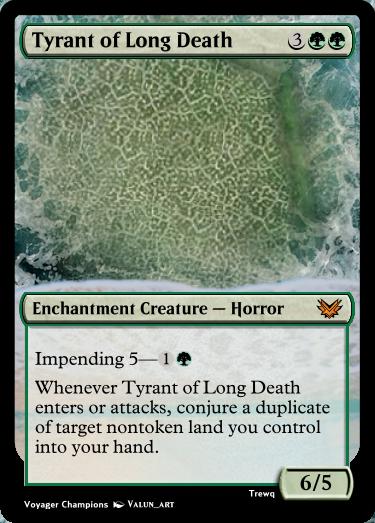 Tyrant of Long Death 3
Enchantment Creature — Horror
Impending 5— 1
Whenever Tyrant of Long Death
enters or attacks, conjure a duplicate
of target nontoken land you control
into your hand.
Trewq
6/5
Voyager Champions VALUN_ART